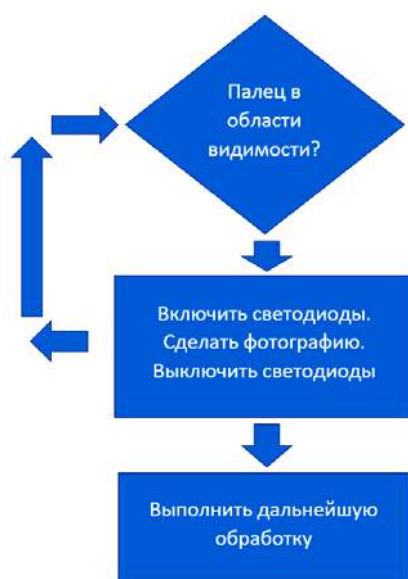 Палец в
области
видимости?
Включить светодиоды.
Сделать фотографию.
Выключить светодиоды
Выполнить дальнейшую
обработку